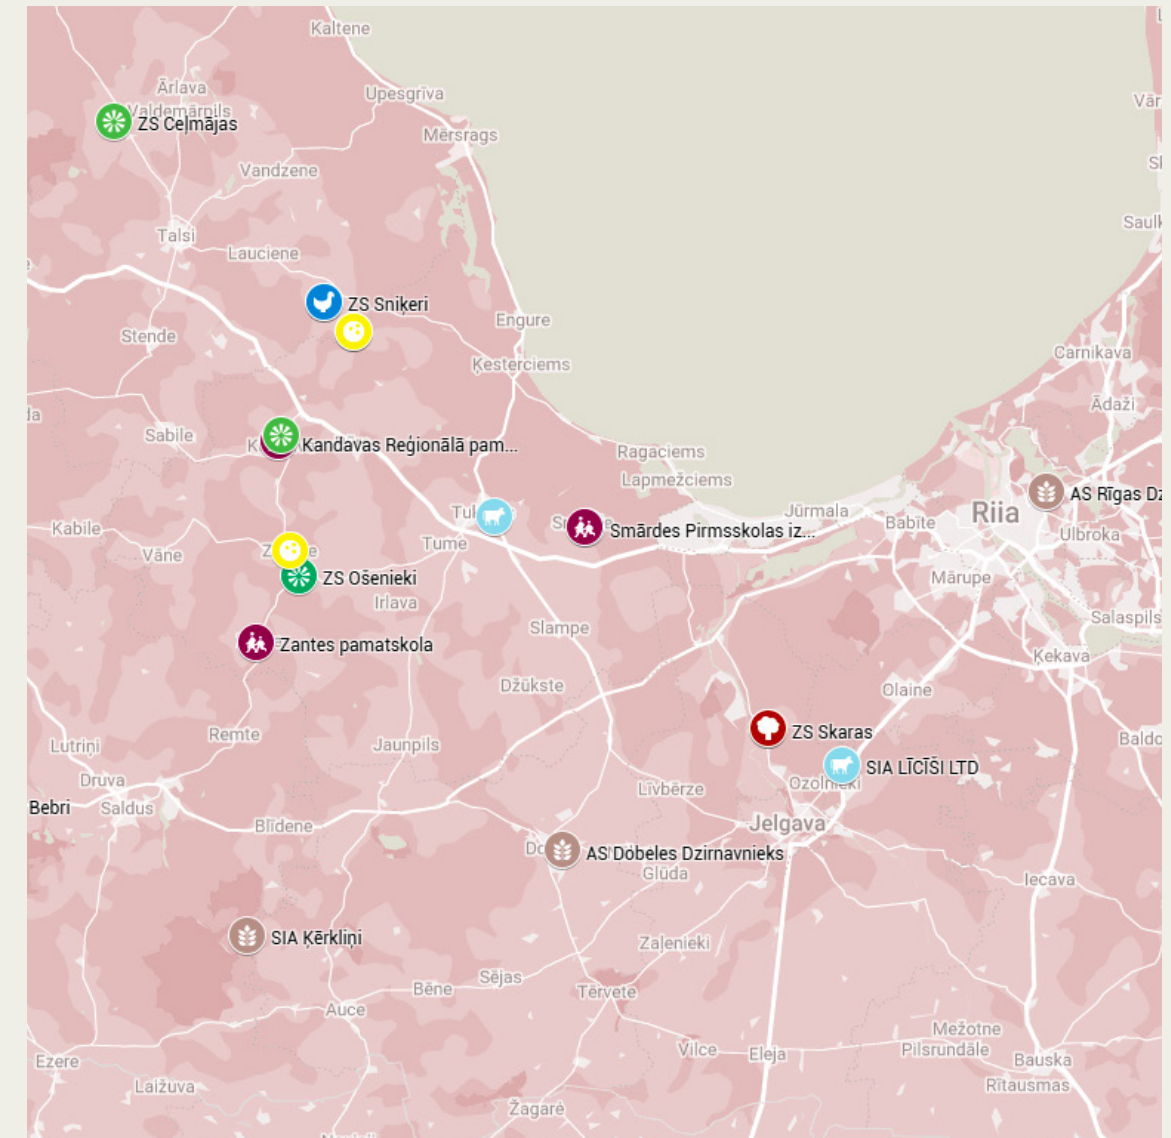 Kaltene
Ārlava
Upesgrīva
Valdemārpils
ZS Ceļmājas
Mērsrags
Vandzene
Talsi
Lauciene
ZS Sniķeri
Engure
Stende
Ķesterciems
Carnikava
Ādaži
Sabile
Kandavas Reģionālā pam...
Ragaciems
Lapmežciems
AS Rīgas Dz
Jūrmala
Riia
Babīte
Kabile
Smārdes Pirmsskolas iz...
Ulbroka
Vāne
Tume
ZS Ošenieki
Mārupe
Irlava
Salaspils
Slampe
Zantes pamatskola
Ķekava
Džūkste
Olaine
Remte
ZS Skaras
Lutriņi
Jaunpils
SIA LĪCĪŠI LTD
Druva
Līvbērze
Bebri
Saldus
Blīdene
Jelgava
AS Dobeles Dzirnavnieks
Glūda
Iecava
SIA Ķērkliņi
Zaļenieki
Sējas
Bēne
Tērvete
Auce
Mežotne
Vilce
Eleja
Pilsrundāle
Ezere
Bauska
Laižuva
Rītausmas
Žagarė